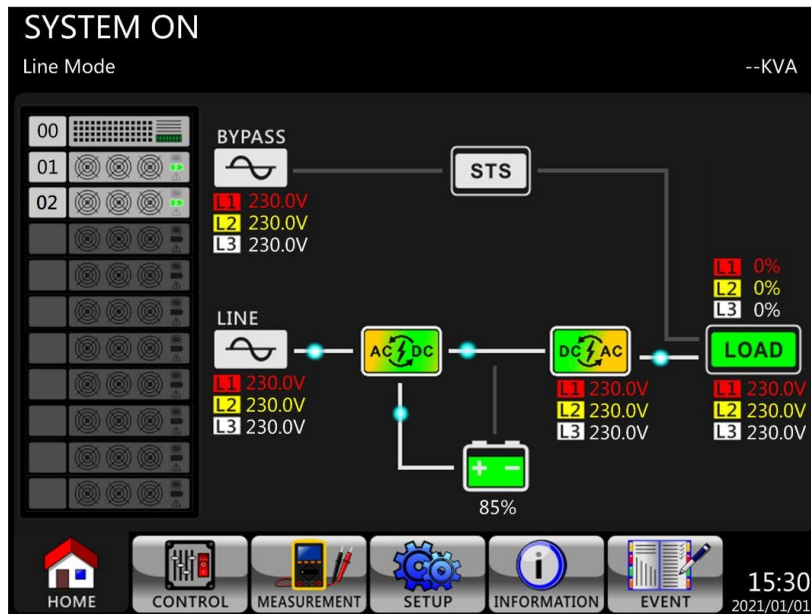 SYSTEM ON
Line Mode
--KVA
00
01
02
BYPASS
STS
L1 230.0V
L2 230.0V
L3 230.0V
L1 0%
L2 0%
L3 0%
LINE
AC DC
DC AC
LOAD
L1 230.0V
L2 230.0V
L3 230.0V
L1 230.0V
L2 230.0V
L3 230.0V
L1 230.0V
L2 230.0V
L3 230.0V
+ -
85%
HOME
CONTROL
MEASUREMENT
SETUP
INFORMATION
EVENT
15:30
2021/01/01